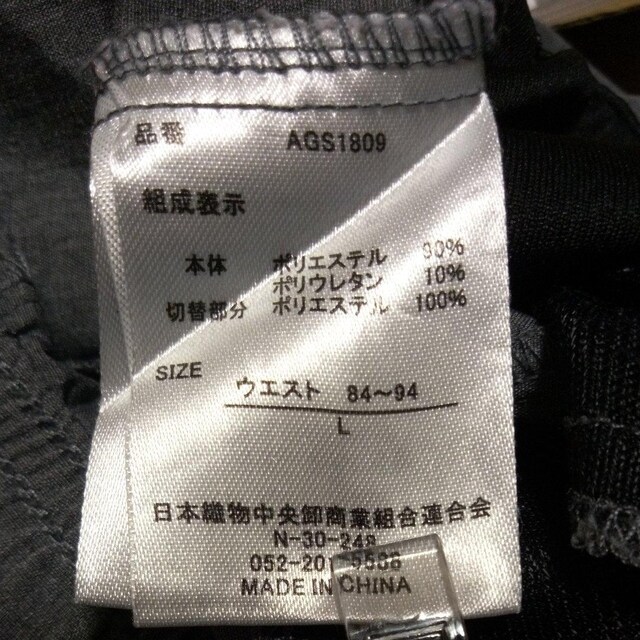 品番 AGS1809
組成表示
本体 ポリエステル 90%
ポリウレタン 10%
切替部分 ポリエステル 100%
SIZE
ウエスト 84〜94
L
日本織物中央卸商業組合連合会
N-30-248
052-20 9588
MADE IN CHINA